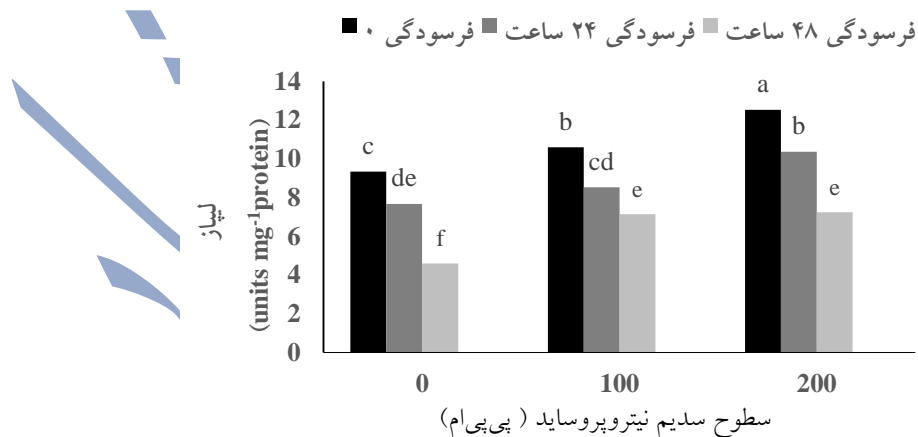 فرسودگی ۰ فرسودگی ۲۴ ساعت فرسودگی ۴۸ ساعت
14
12
10
8
6
4
2
0
لیپاز
(units mg-1protein)
c
de
f
b
cd
e
a
b
e
0 100 200
سطوح سدیم نیتروپروساید ( پی‌پی‌ام)